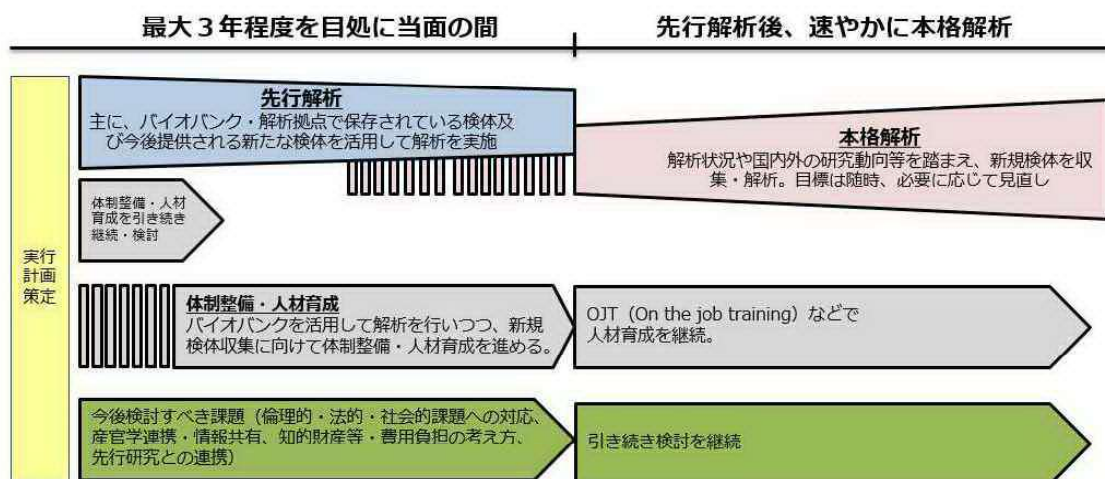 最大３年程度を目処に当面の間
先行解析後、速やかに本格解析
実行
計画
策定
先行解析
主に、バイオバンク・解析拠点で保存されている検体及
び今後提供される新たな検体を活用して解析を実施
本格解析
解析状況や国内外の研究動向等を踏まえ、新規検体を収
集・解析。目標は随時、必要に応じて見直し
体制整備・人材
育成を引き続き
継続・検討
体制整備・人材育成
バイオバンクを活用して解析を行いつつ、新規
検体収集に向けて体制整備・人材育成を進める。
OJT（On the job training）などで
人材育成を継続。
今後検討すべき課題（倫理的・法的・社会的課題への対応、
産官学連携・情報共有、知的財産等・費用負担の考え方、
先行研究との連携）
引き続き検討を継続